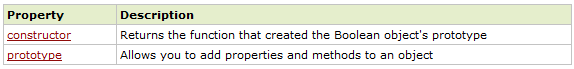 Property Description
constructor Returns the function that created the Boolean object's prototype
prototype Allows you to add properties and methods to an object